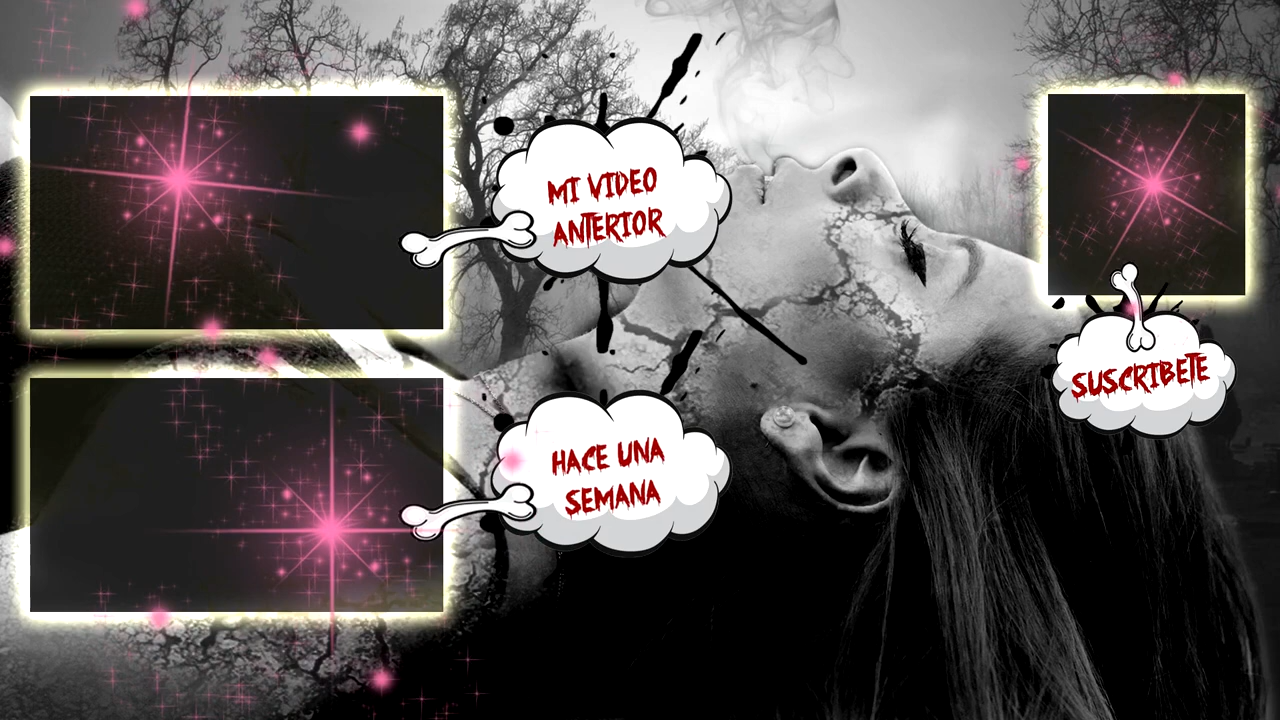 MI VIDEO
ANTERIOR
SUSCRIBETE
HACE UNA
SEMANA